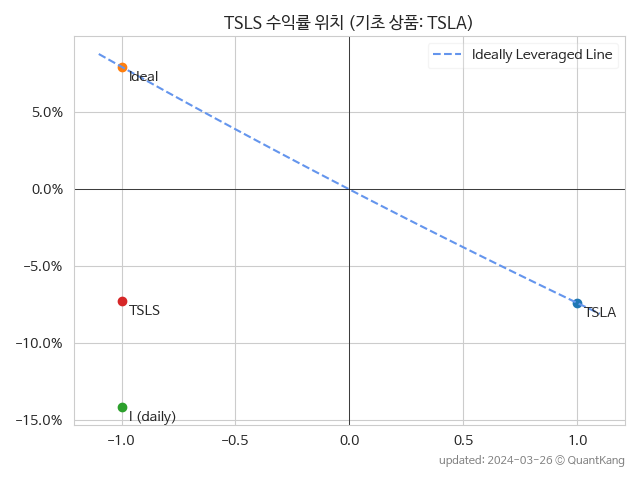 TSLS 수익률 위치 (기초 상품: TSLA)
Ideally Leveraged Line
Ideal
5.0%
0.0%
-5.0%
TSLS
TSLA
-10.0%
I (daily)
-15.0%
-1.0
-0.5
0.0
0.5
1.0
updated: 2024-03-26 © QuantKang